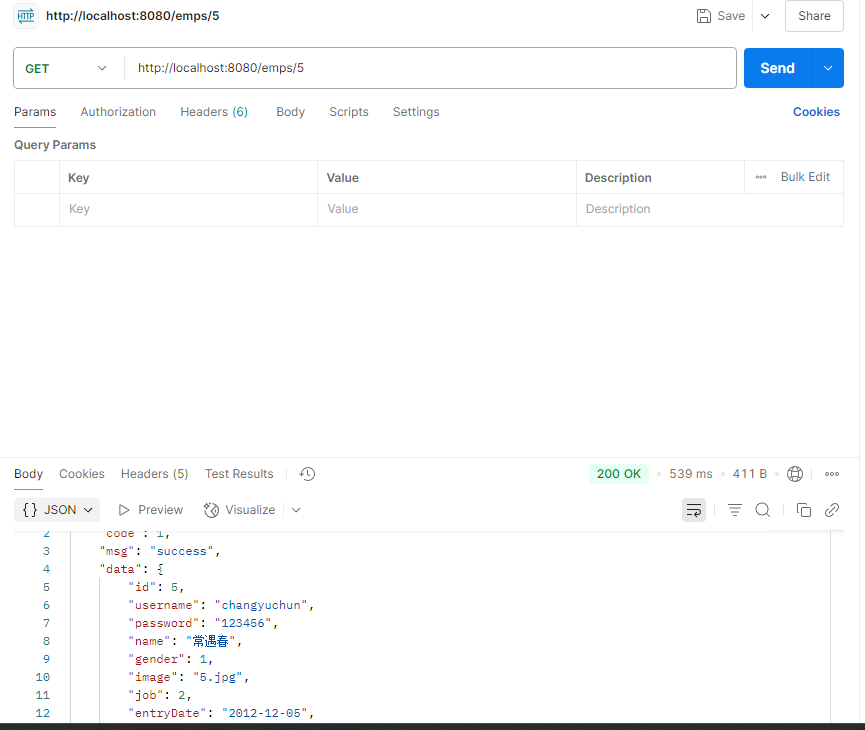 HTTP http://localhost:8080/emps/5 Save Share
GET http://localhost:8080/emps/5 Send
Params Authorization Headers (6) Body Scripts Settings Cookies
Query Params
Key Value Description Bulk Edit
Key Value Description
Body Cookies Headers (5) Test Results 200 OK 539 ms 411 B
{} JSON Preview Visualize
2 "code": 1,
3 "msg": "success",
4 "data": {
5 "id": 5,
6 "username": "changyuchun",
7 "password": "123456",
8 "name": "常遇春",
9 "gender": 1,
10 "image": "5.jpg",
11 "job": 2,
12 "entryDate": "2012-12-05",